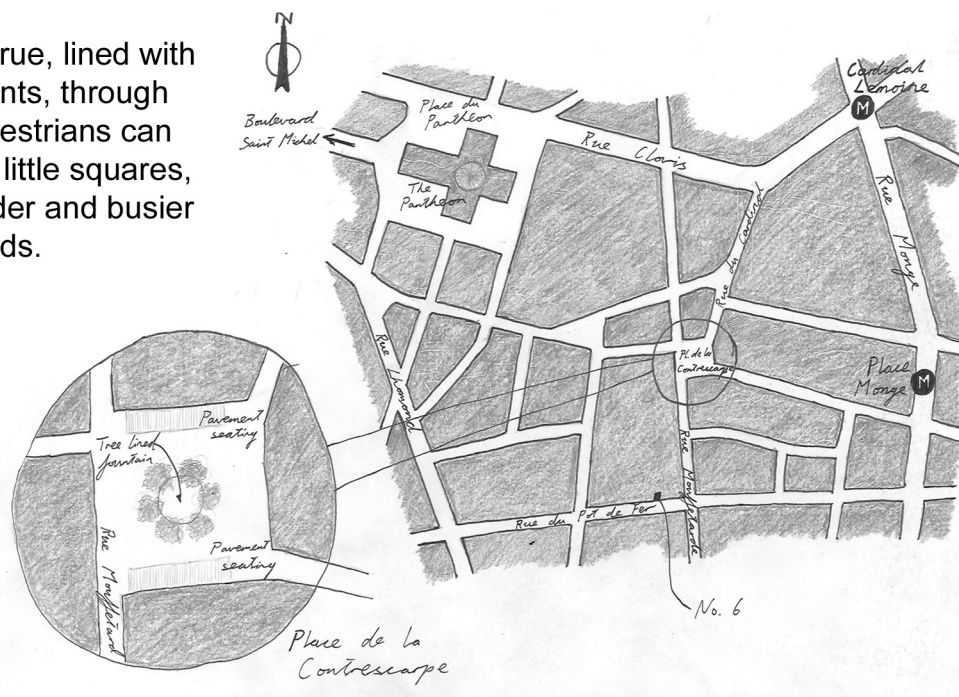 rue, lined with
nts, through
estrians can
little squares,
der and busier
ds.
N
Boulevard
Saint Michel
Place du
Pantheon
The
Pantheon
Rue Clovis
Cardinal
Lemoine
M
Rue Monge
Rue du Cardinal
Rue Lhomond
Pl. de la
Contrescarpe
Place
Monge
M
Rue Mouffetarde
Rue du Pot de Fer
No. 6
Pavement
seating
Tree lined
fountain
Pavement
seating
Rue Mouffetard
Place de la
Contrescarpe